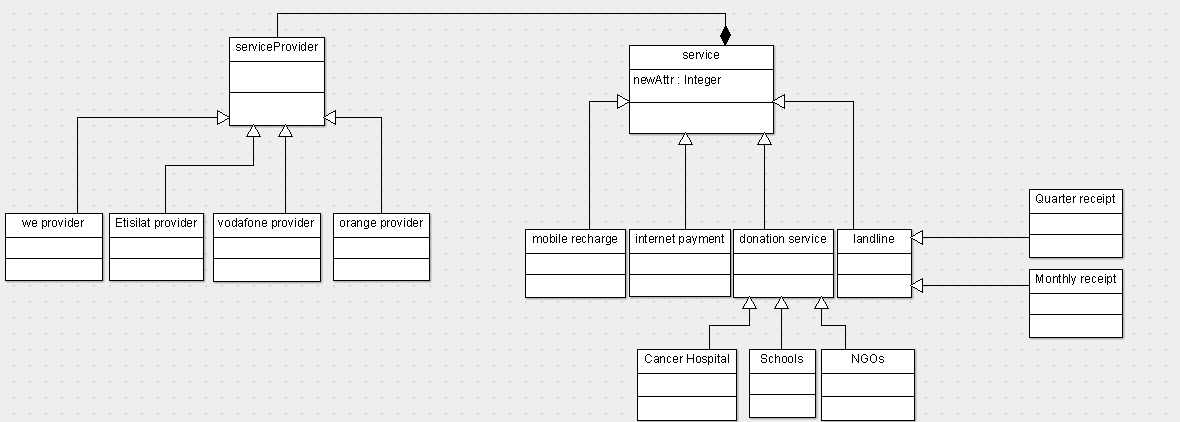 serviceProvider
service
newAttr : Integer
we provider
Etisilat provider
vodafone provider
orange provider
mobile recharge
internet payment
donation service
landline
Quarter receipt
Monthly receipt
Cancer Hospital
Schools
NGOs